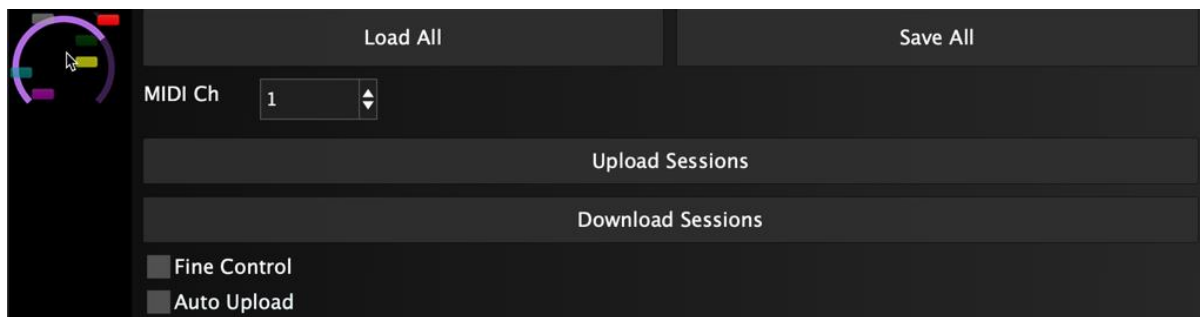 Load All
Save All
MIDI Ch
1
Upload Sessions
Download Sessions
Fine Control
Auto Upload